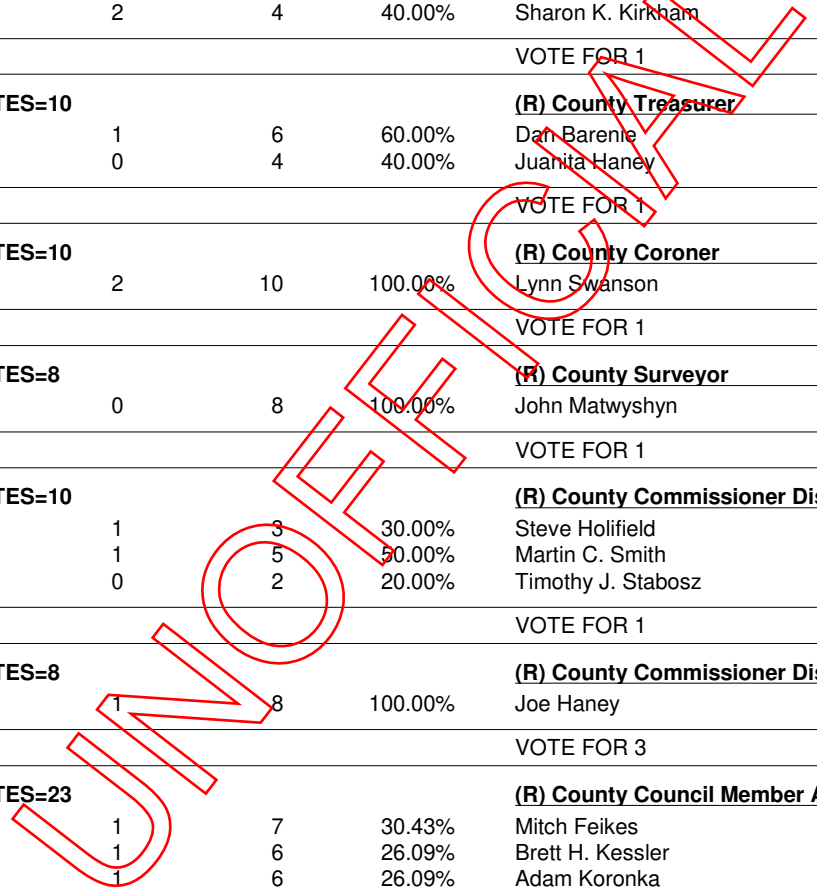 2 4 40.00% Sharon K. Kirkham
VOTE FOR 1
TES=10 (R) County Treasurer
1 6 60.00% Dan Barenie
0 4 40.00% Juanita Haney
VOTE FOR 1
TES=10 (R) County Coroner
2 10 100.00% Lynn Swanson
VOTE FOR 1
TES=8 (R) County Surveyor
0 8 100.00% John Matwyshyn
VOTE FOR 1
TES=10 (R) County Commissioner Dis
1 3 30.00% Steve Holifield
1 5 50.00% Martin C. Smith
0 2 20.00% Timothy J. Stabosz
VOTE FOR 1
TES=8 (R) County Commissioner Dis
1 8 100.00% Joe Haney
VOTE FOR 3
TES=23 (R) County Council Member A
1 7 30.43% Mitch Feikes
1 6 26.09% Brett H. Kessler
1 6 26.09% Adam Koronka
UNOFFICIAL